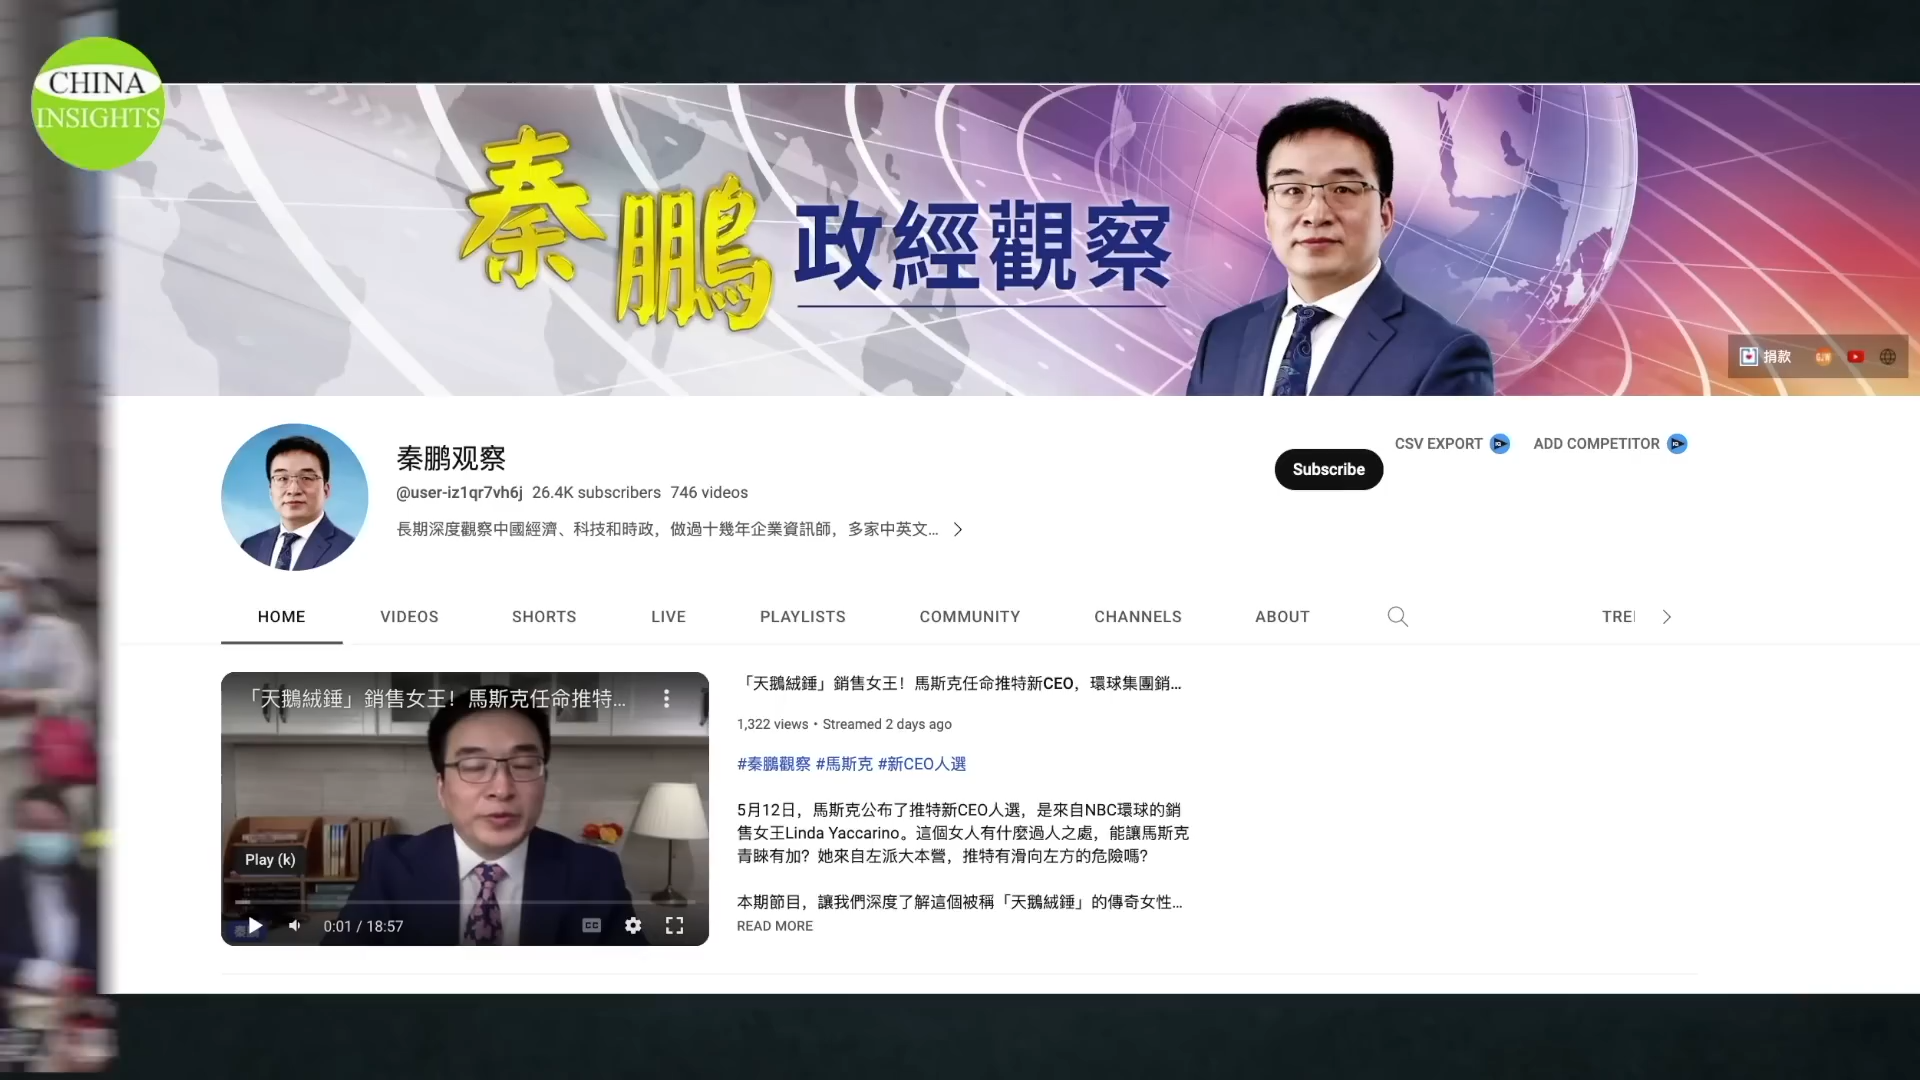 CHINA
INSIGHTS
秦鵬
政經觀察
捐款
秦鹏观察
@user-iz1qr7vh6j 26.4K subscribers 746 videos
長期深度觀察中國經濟、科技和時政，做過十幾年企業資訊師，多家中英文...
Subscribe
CSV EXPORT
ADD COMPETITOR
HOME
VIDEOS
SHORTS
LIVE
PLAYLISTS
COMMUNITY
CHANNELS
ABOUT
TRE
「天鵝絨錘」銷售女王！馬斯克任命推特...
Play (k)
0:01 / 18:57
「天鵝絨錘」銷售女王！馬斯克任命推特新CEO，環球集團銷...
1,322 views • Streamed 2 days ago
#秦鵬觀察 #馬斯克 #新CEO人選
5月12日，馬斯克公布了推特新CEO人選，是來自NBC環球的銷
售女王Linda Yaccarino。這個女人有什麼過人之處，能讓馬斯克
青睞有加？她來自左派大本營，推特有滑向左方的危險嗎？
本期節目，讓我們深度了解這個被稱「天鵝絨錘」的傳奇女性...
READ MORE